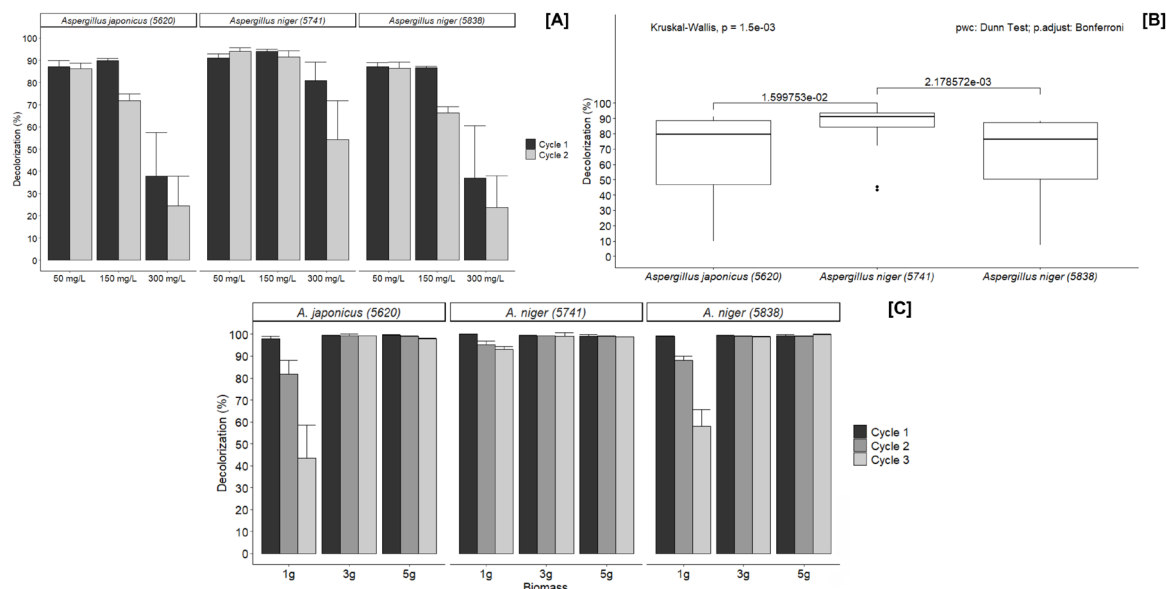 [A]
Aspergillus japonicus (5620) Aspergillus niger (5741) Aspergillus niger (5838)
100
90
80
70
60
50
40
30
20
10
0
Decolorization (%)
50 mg/L 150 mg/L 300 mg/L 50 mg/L 150 mg/L 300 mg/L 50 mg/L 150 mg/L 300 mg/L
Cycle 1
Cycle 2
[B]
Kruskal-Wallis, p = 1.5e-03 pwc: Dunn Test; p.adjust: Bonferroni
2.178572e-03
1.599753e-02
100
90
80
70
60
50
40
30
20
10
0
Decolorization (%)
Aspergillus japonicus (5620) Aspergillus niger (5741) Aspergillus niger (5838)
[C]
A. japonicus (5620) A. niger (5741) A. niger (5838)
100
90
80
70
60
50
40
30
20
10
0
Decolorization (%)
1g 3g 5g 1g 3g 5g 1g 3g 5g
Biomass
Cycle 1
Cycle 2
Cycle 3